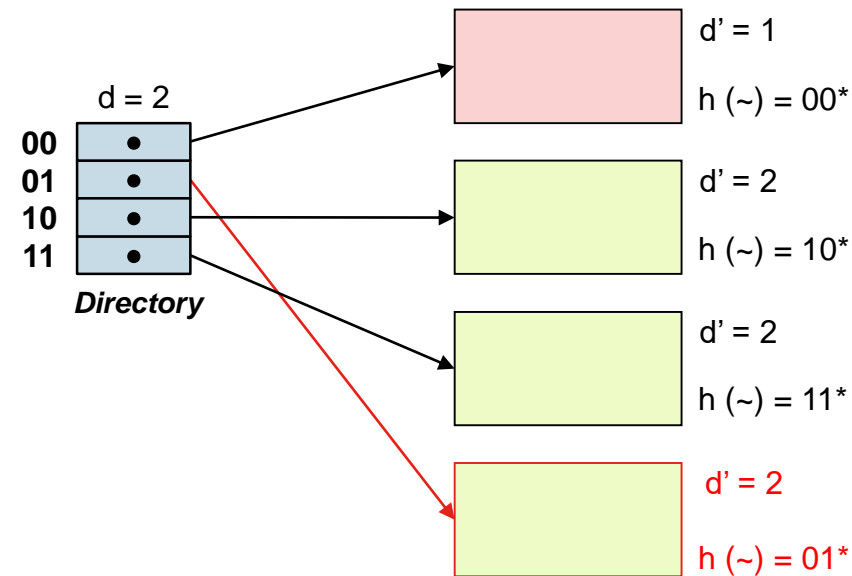 d = 2
00
01
10
11
Directory
d’ = 1
h (~) = 00*
d’ = 2
h (~) = 10*
d’ = 2
h (~) = 11*
d’ = 2
h (~) = 01*